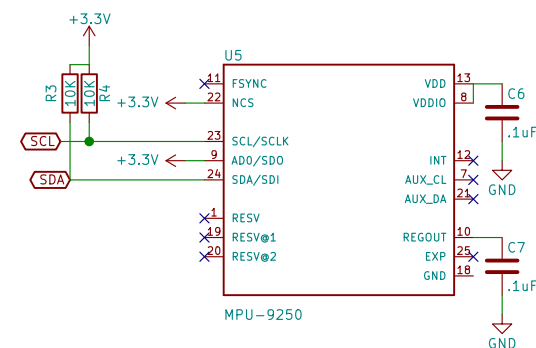 +3.3V
U5
R3
10K
10K
R4
+3.3V
SCL
+3.3V
SDA
11 FSYNC
22 NCS
23 SCL/SCLK
9 AD0/SDO
24 SDA/SDI
1 RESV
19 RESV@1
20 RESV@2
VDD 13
VDDIO 8
INT 12
AUX_CL 7
AUX_DA 21
REGOUT 10
EXP 25
GND 18
MPU-9250
C6
.1uF
GND
C7
.1uF
GND